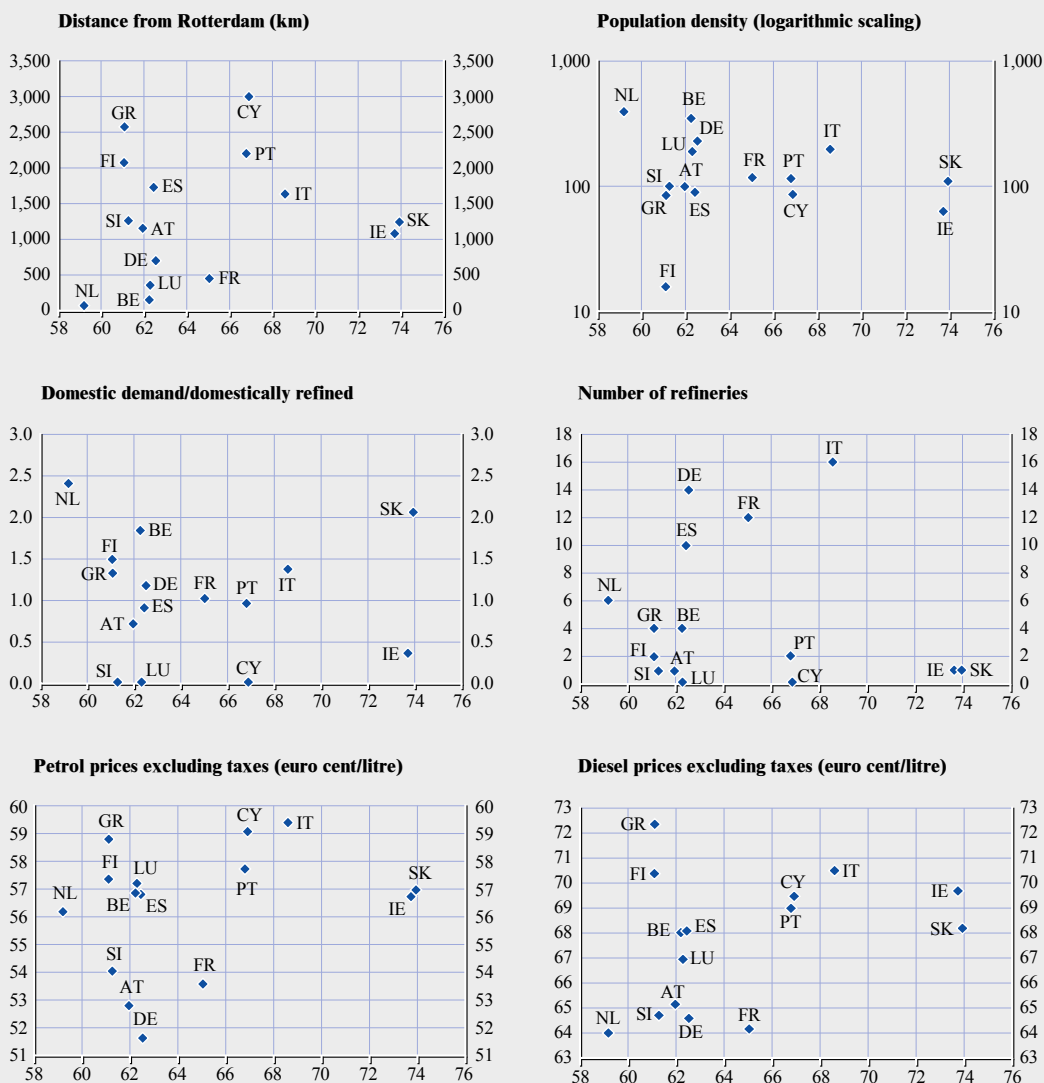 Distance from Rotterdam (km)
3,500 3,500
3,000 3,000
CY
GR
2,500 2,500
PT
FI
2,000 2,000
ES
IT
1,500 1,500
SI AT SK
IE
1,000 1,000
DE
500 LU FR 500
NL BE
0 0
58 60 62 64 66 68 70 72 74 76
Population density (logarithmic scaling)
1,000 1,000
NL BE
DE
LU IT
FR PT SK
SI AT
100 100
GR ES CY
IE
FI
10 10
58 60 62 64 66 68 70 72 74 76
Domestic demand/domestically refined
3.0 3.0
2.5 2.5
NL
2.0 SK 2.0
BE
FI
1.5 1.5
GR DE FR PT IT
1.0 ES 1.0
AT
0.5 0.5
IE
SI LU CY
0.0 0.0
58 60 62 64 66 68 70 72 74 76
Number of refineries
18 18
IT
16 16
DE
14 14
FR
12 12
ES
10 10
8 8
NL
6 6
GR BE
4 4
FI PT
2 AT 2
SI IE SK
LU CY
0 0
58 60 62 64 66 68 70 72 74 76
Petrol prices excluding taxes (euro cent/litre)
60 60
CY IT
GR
59 59
58 58
FI LU PT
SK
57 57
NL BE ES IE
56 56
55 55
SI
54 54
FR
AT
53 53
DE
52 52
51 51
58 60 62 64 66 68 70 72 74 76
Diesel prices excluding taxes (euro cent/litre)
73 73
GR
72 72
71 71
FI IT
70 70
CY IE
69 69
PT
BE ES SK
68 68
67 LU 67
66 66
AT
65 65
NL SI DE FR
64 64
63 63
58 60 62 64 66 68 70 72 74 76